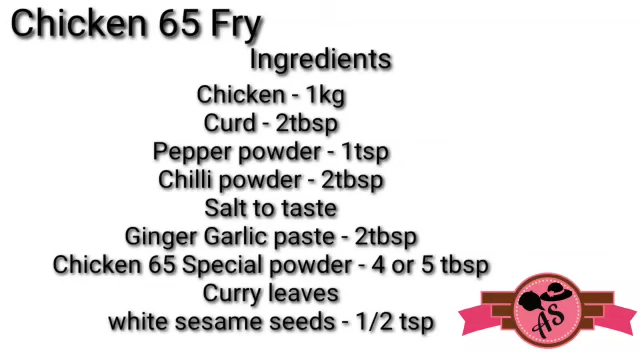 Chicken 65 Fry
Ingredients
Chicken - 1kg
Curd - 2tbsp
Pepper powder - 1tsp
Chilli powder - 2tbsp
Salt to taste
Ginger Garlic paste - 2tbsp
Chicken 65 Special powder - 4 or 5 tbsp
Curry leaves
white sesame seeds - 1/2 tsp
AS